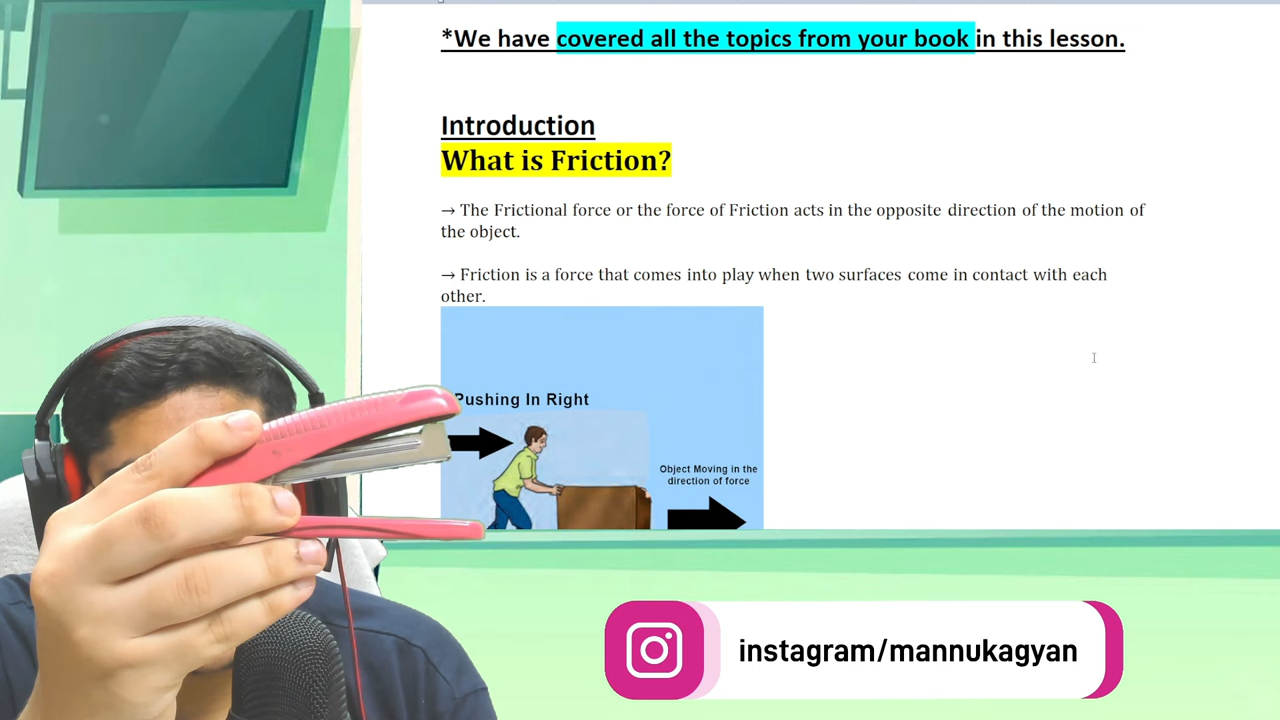 *We have covered all the topics from your book in this lesson.
Introduction
What is Friction?
→ The Frictional force or the force of Friction acts in the opposite direction of the motion of
the object.
→ Friction is a force that comes into play when two surfaces come in contact with each
other.
Pushing In Right
Object Moving in the
direction of force
instagram/mannukagyan